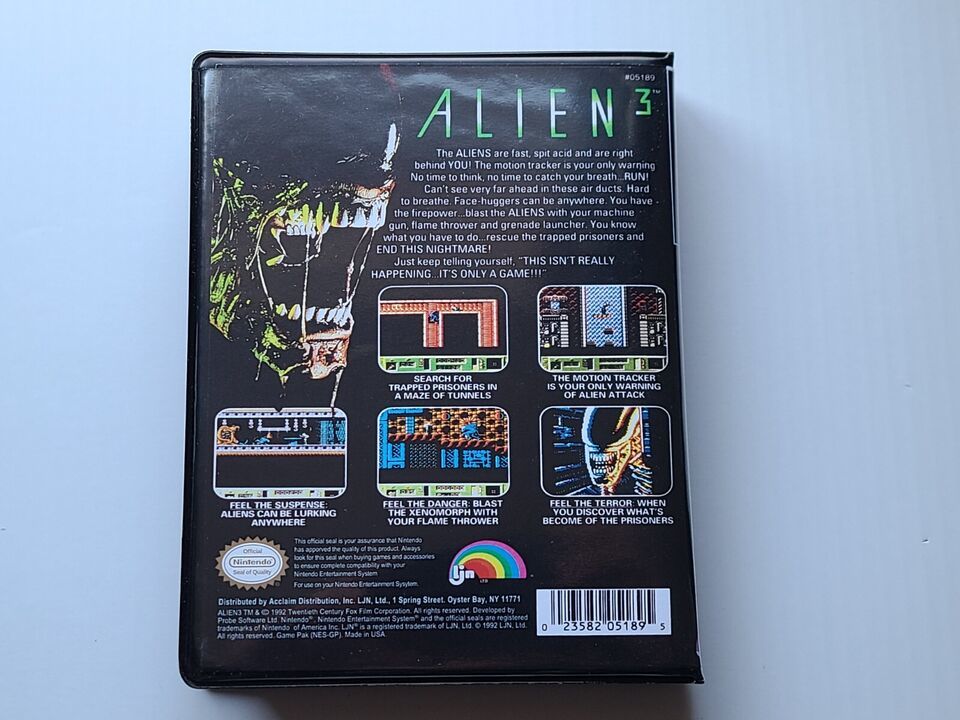 #05189
ALIEN 3™
The ALIENS are fast, spit acid and are right
behind YOU! The motion tracker is your only warning
No time to think, no time to catch your breath...RUN!
Can't see very far ahead in these air ducts. Hard
to breathe. Face-huggers can be anywhere. You have
the firepower...blast the ALIENS with your machine
gun, flame thrower and grenade launcher. You know
what you have to do...rescue the trapped prisoners and
END THIS NIGHTMARE!
Just keep telling yourself, "THIS ISN'T REALLY
HAPPENING...IT'S ONLY A GAME!!!"
SEARCH FOR
TRAPPED PRISONERS IN
A MAZE OF TUNNELS
THE MOTION TRACKER
IS YOUR ONLY WARNING
OF ALIEN ATTACK
FEEL THE SUSPENSE:
ALIENS CAN BE LURKING
ANYWHERE
FEEL THE DANGER: BLAST
THE XENOMORPH WITH
YOUR FLAME THROWER
FEEL THE TERROR: WHEN
YOU DISCOVER WHAT'S
BECOME OF THE PRISONERS
Official
Nintendo
Seal of Quality
This official seal is your assurance that Nintendo
has apporved the quality of this product. Always
look for this seal when buying games and accessories
to ensure complete compatibility with your
Nintendo Entertainment System.
For use on your Nintendo Entertainment Sysytem.
ljn
LTD
Distributed by Acclaim Distribution, Inc. LJN, Ltd., 1 Spring Street. Oyster Bay, NY 11771
ALIEN3 TM & © 1992 Twentieth Century Fox Film Corporation. All rights reserved. Developed by
Probe Software Ltd. Nintendo®, Nintendo Entertainment System® and the official seals are registered
trademarks of Nintendo of America Inc. LJN® is a registered trademark of LJN, Ltd. © 1992 LJN, Ltd.
All rights reserved. Game Pak (NES-GP). Made in USA.
0 23582 05189 5